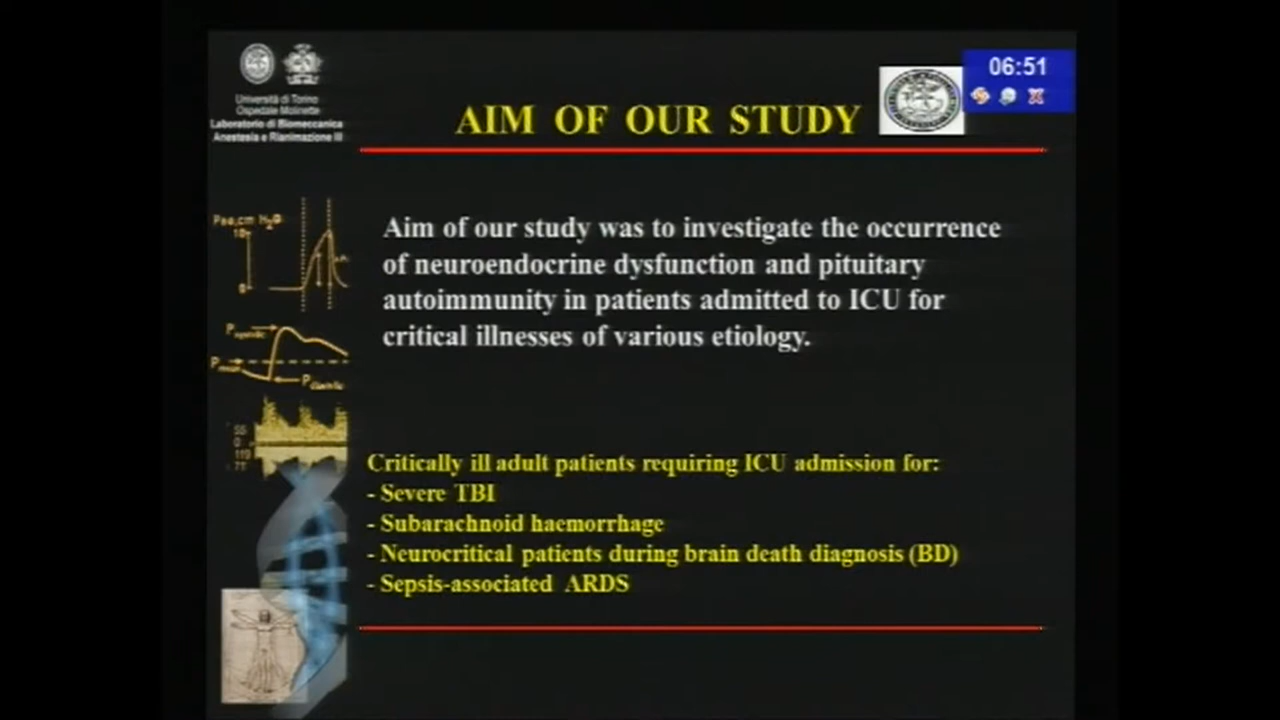 06:51
Università di Torino
Ospedale Molinette
Laboratorio di Biomeccanica
Anestesia e Rianimazione III
AIM OF OUR STUDY
Aim of our study was to investigate the occurrence
of neuroendocrine dysfunction and pituitary
autoimmunity in patients admitted to ICU for
critical illnesses of various etiology.
Critically ill adult patients requiring ICU admission for:
- Severe TBI
- Subarachnoid haemorrhage
- Neurocritical patients during brain death diagnosis (BD)
- Sepsis-associated ARDS